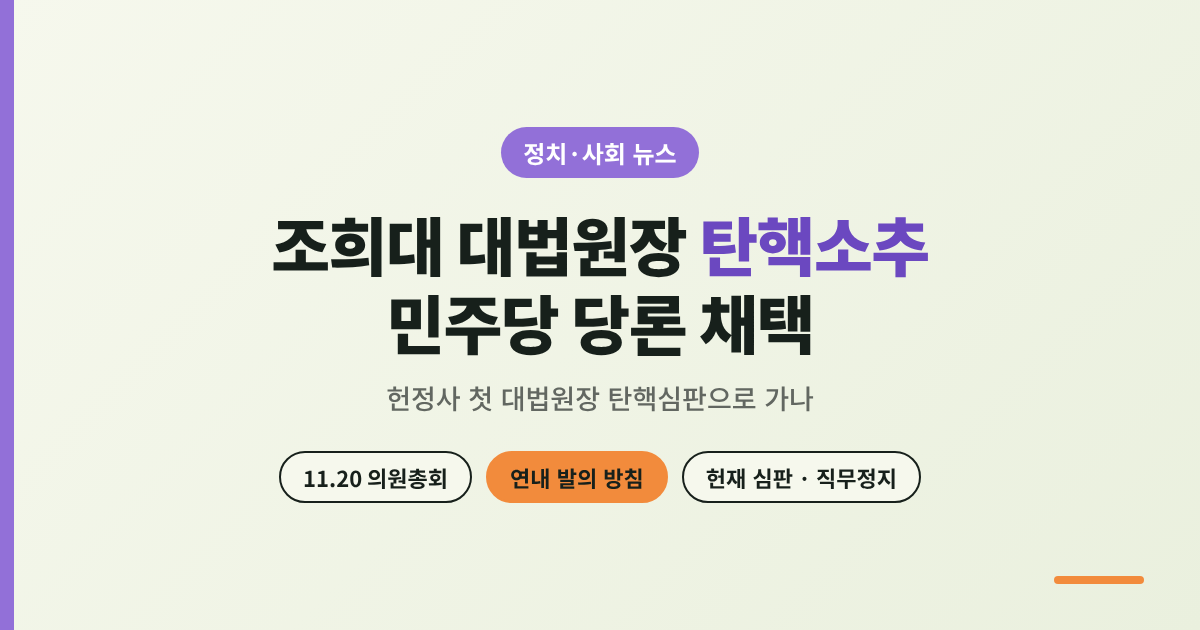 정치·사회 뉴스
조희대 대법원장 탄핵소추
민주당 당론 채택
헌정사 첫 대법원장 탄핵심판으로 가나
11.20 의원총회
연내 발의 방침
헌재 심판 · 직무정지